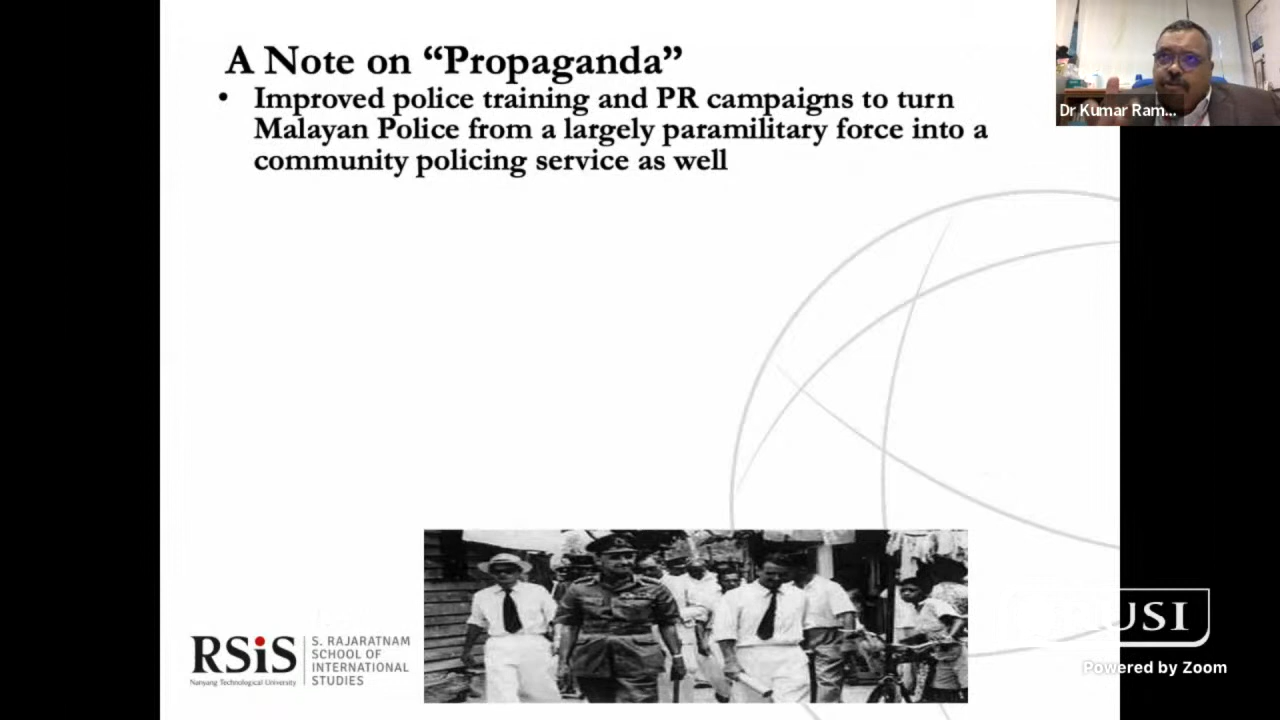 A Note on “Propaganda”
• Improved police training and PR campaigns to turn
Malayan Police from a largely paramilitary force into a
community policing service as well
Dr Kumar Ram...
RSiS
Nanyang Technological University
S. RAJARATNAM
SCHOOL OF
INTERNATIONAL
STUDIES
USI
Powered by Zoom